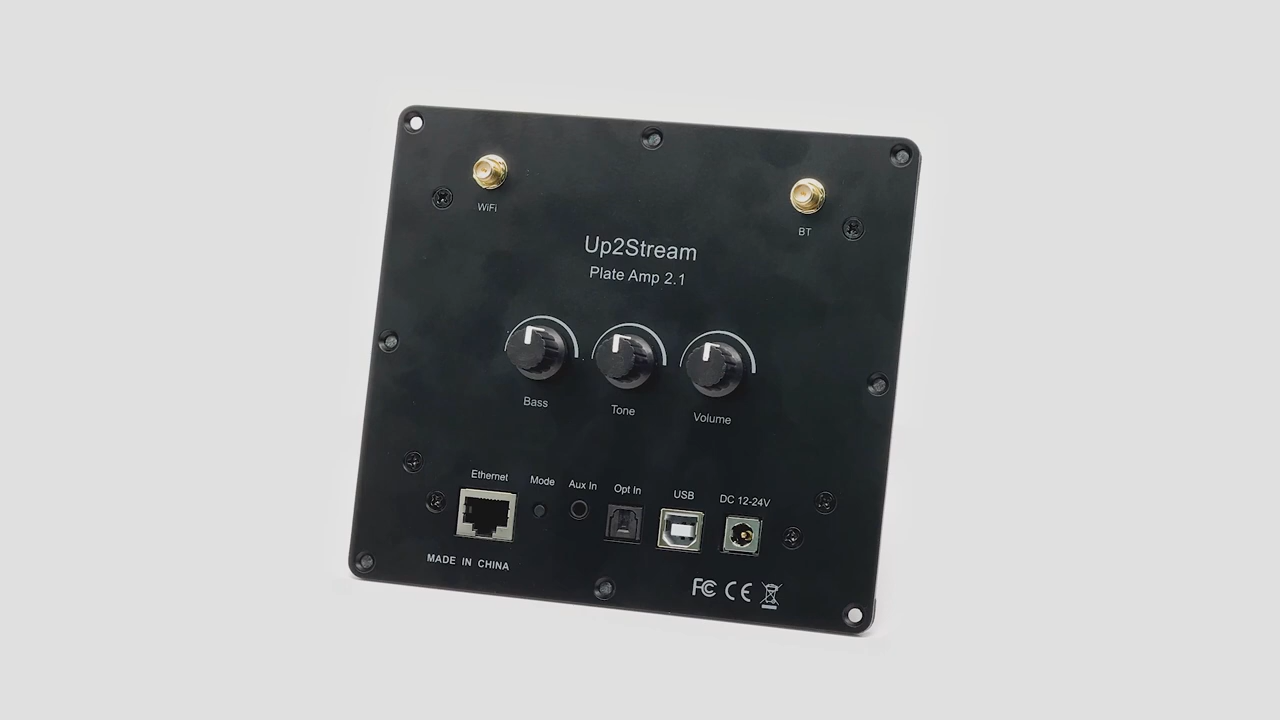 WiFi
BT
Up2Stream
Plate Amp 2.1
Bass
Tone
Volume
Ethernet
Mode
Aux In
Opt In
USB
DC 12-24V
MADE IN CHINA
FC CE